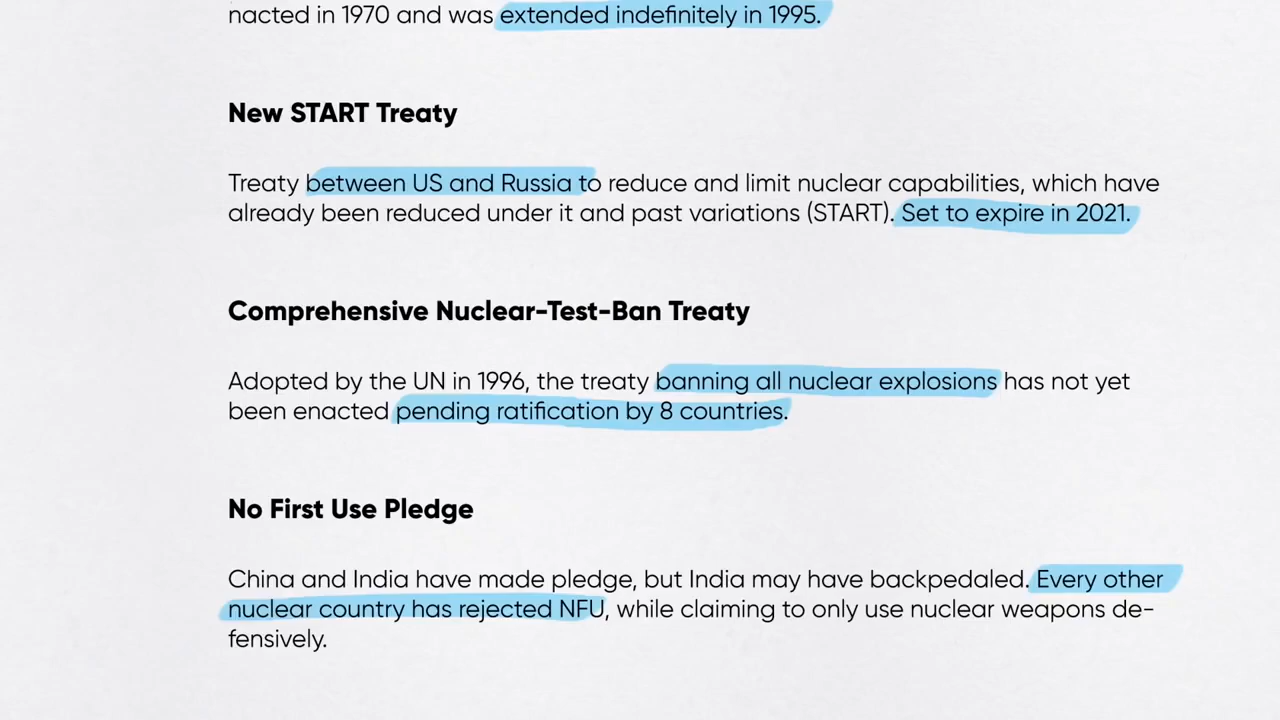 nacted in 1970 and was extended indefinitely in 1995.
New START Treaty
Treaty between US and Russia to reduce and limit nuclear capabilities, which have
already been reduced under it and past variations (START). Set to expire in 2021.
Comprehensive Nuclear-Test-Ban Treaty
Adopted by the UN in 1996, the treaty banning all nuclear explosions has not yet
been enacted pending ratification by 8 countries.
No First Use Pledge
China and India have made pledge, but India may have backpedaled. Every other
nuclear country has rejected NFU, while claiming to only use nuclear weapons de-
fensively.